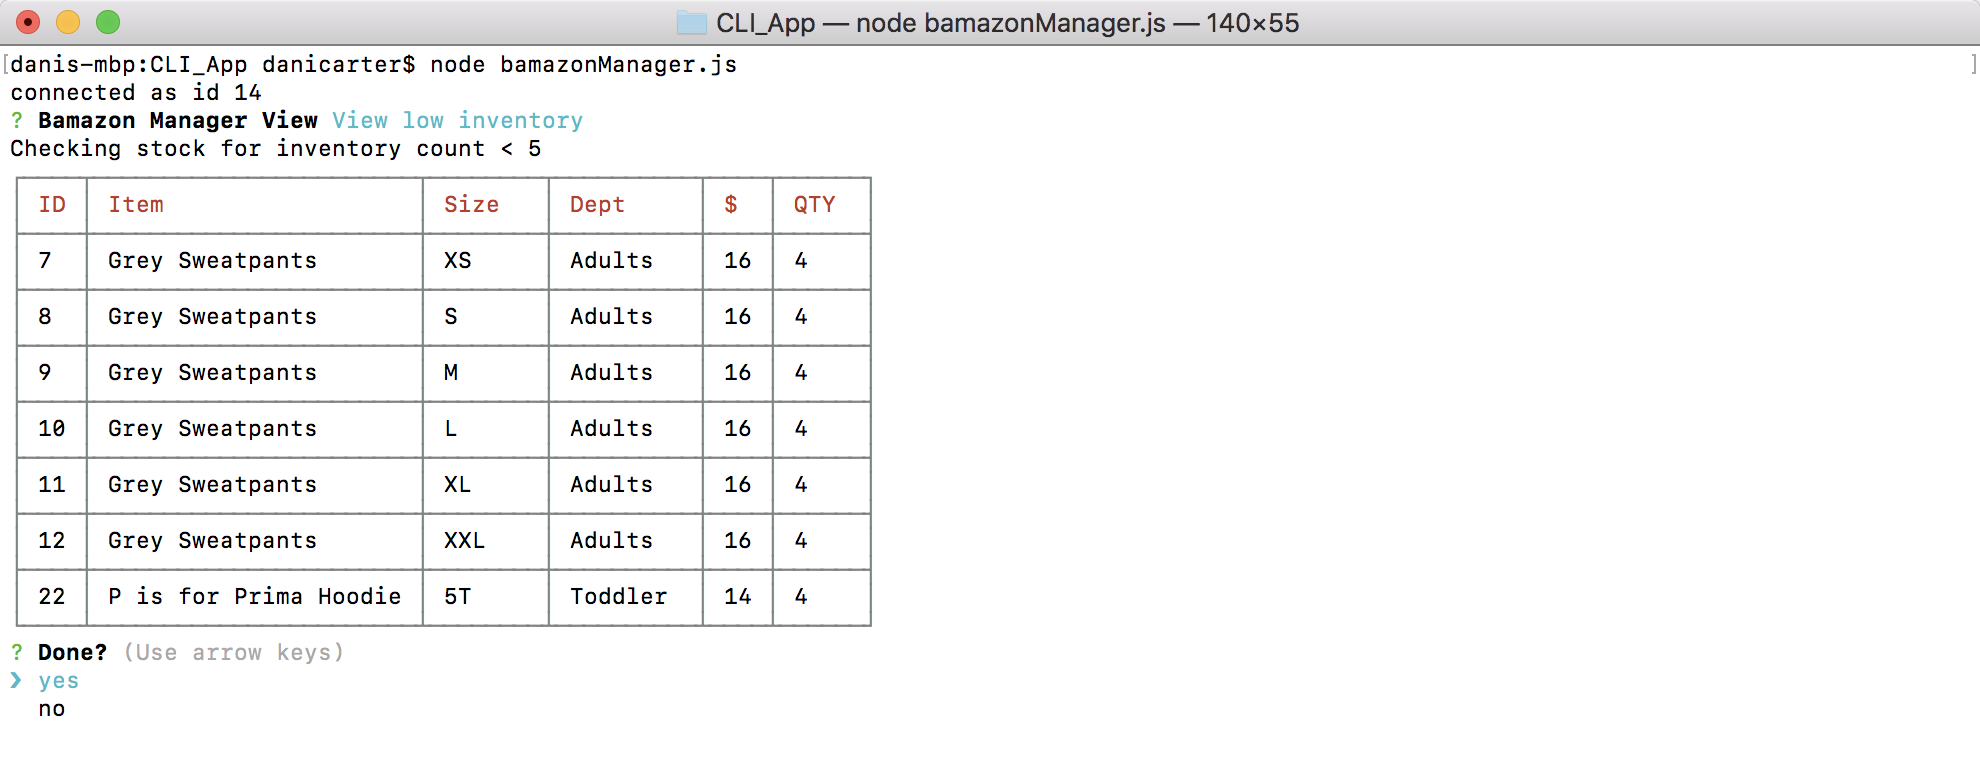 CLI_App — node bamazonManager.js — 140×55
[danis-mbp:CLI_App danicarter$ node bamazonManager.js ]
connected as id 14
? Bamazon Manager View View low inventory
Checking stock for inventory count < 5
ID Item Size Dept $ QTY
7 Grey Sweatpants XS Adults 16 4
8 Grey Sweatpants S Adults 16 4
9 Grey Sweatpants M Adults 16 4
10 Grey Sweatpants L Adults 16 4
11 Grey Sweatpants XL Adults 16 4
12 Grey Sweatpants XXL Adults 16 4
22 P is for Prima Hoodie 5T Toddler 14 4
? Done? (Use arrow keys)
❯ yes
no